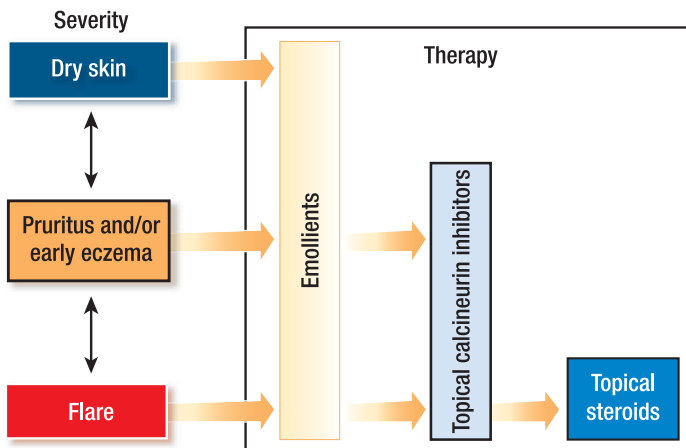 Severity
Therapy
Dry skin
Pruritus and/or
early eczema
Flare
Emollients
Topical calcineurin inhibitors
Topical
steroids